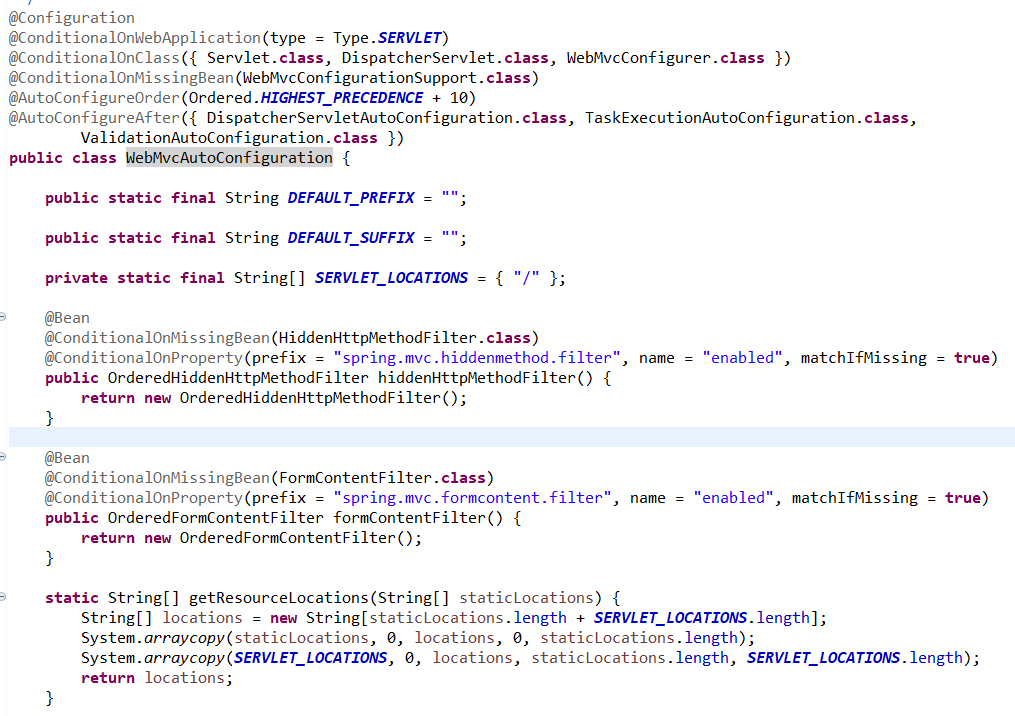 @Configuration
@ConditionalOnWebApplication(type = Type.SERVLET)
@ConditionalOnClass({ Servlet.class, DispatcherServlet.class, WebMvcConfigurer.class })
@ConditionalOnMissingBean(WebMvcConfigurationSupport.class)
@AutoConfigureOrder(Ordered.HIGHEST_PRECEDENCE + 10)
@AutoConfigureAfter({ DispatcherServletAutoConfiguration.class, TaskExecutionAutoConfiguration.class,
        ValidationAutoConfiguration.class })
public class WebMvcAutoConfiguration {

    public static final String DEFAULT_PREFIX = "";

    public static final String DEFAULT_SUFFIX = "";

    private static final String[] SERVLET_LOCATIONS = { "/" };

    @Bean
    @ConditionalOnMissingBean(HiddenHttpMethodFilter.class)
    @ConditionalOnProperty(prefix = "spring.mvc.hiddenmethod.filter", name = "enabled", matchIfMissing = true)
    public OrderedHiddenHttpMethodFilter hiddenHttpMethodFilter() {
        return new OrderedHiddenHttpMethodFilter();
    }

    @Bean
    @ConditionalOnMissingBean(FormContentFilter.class)
    @ConditionalOnProperty(prefix = "spring.mvc.formcontent.filter", name = "enabled", matchIfMissing = true)
    public OrderedFormContentFilter formContentFilter() {
        return new OrderedFormContentFilter();
    }

    static String[] getResourceLocations(String[] staticLocations) {
        String[] locations = new String[staticLocations.length + SERVLET_LOCATIONS.length];
        System.arraycopy(staticLocations, 0, locations, 0, staticLocations.length);
        System.arraycopy(SERVLET_LOCATIONS, 0, locations, staticLocations.length, SERVLET_LOCATIONS.length);
        return locations;
    }